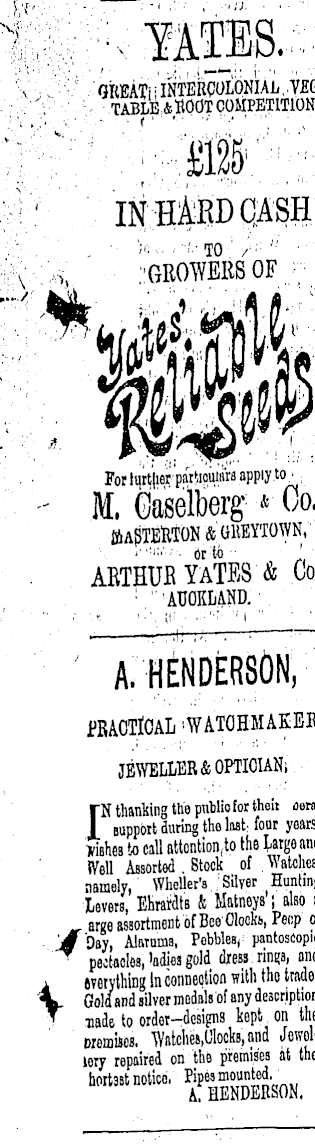 YATES.
GREAT INTERCOLONIAL VEG
TABLE & ROOT COMPETITION
£125
IN HARD CASH
TO
GROWERS OF
Yates'
Reliable
Seeds
For further particulars apply to
M. Caselberg & Co.
MASTERTON & GREYTOWN,
or to
ARTHUR YATES & Co
AUCKLAND.
A. HENDERSON,
PRACTICAL WATCHMAKER
JEWELLER & OPTICIAN,
IN thanking the public for their
support during the last four years
wishes to call attention to the Large and
Well Assorted Stock of Watches
namely, Wheller's Silver Hunting
Levers, Ehrardts & Matneys'; also
arge assortment of Bee Clocks, Peep o
Day, Alarums, Pebbles, pantoscopic
pectacles, ladies gold dress rings, and
everything in connection with the trade
Gold and silver medals of any description
made to order—designs kept on the
premises. Watches, Clocks, and Jewel-
lery repaired on the premises at the
hortest notice. Pipes mounted.
A. HENDERSON.